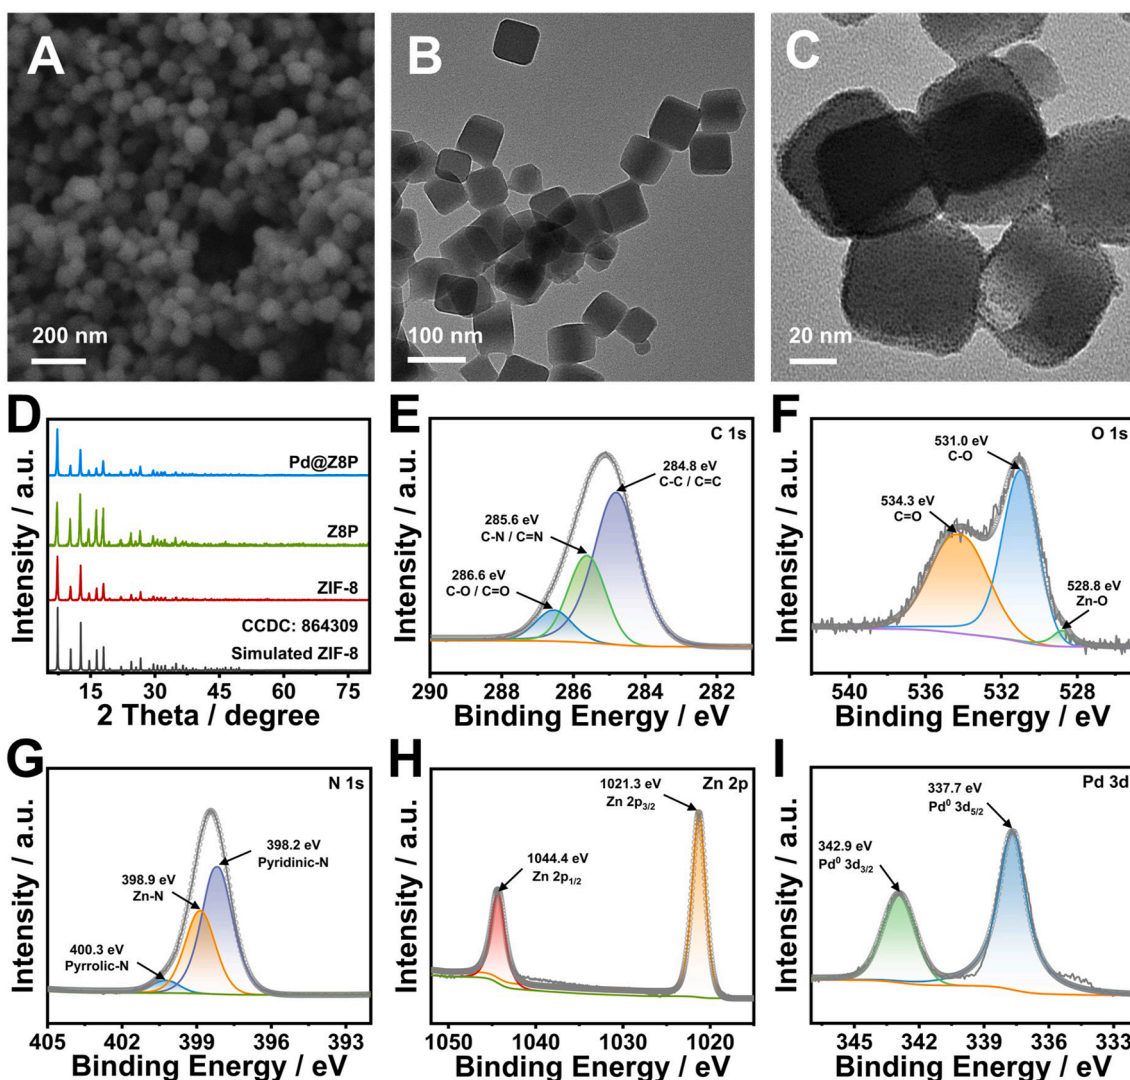 A
200 nm
B
100 nm
C
20 nm
D
Pd@Z8P
Z8P
ZIF-8
CCDC: 864309
Simulated ZIF-8
Intensity / a.u.
15 30 45 60 75
2 Theta / degree
E
C 1s
284.8 eV
C-C / C=C
285.6 eV
C-N / C=N
286.6 eV
C-O / C=O
Intensity / a.u.
290 288 286 284 282
Binding Energy / eV
F
O 1s
531.0 eV
C-O
534.3 eV
C=O
528.8 eV
Zn-O
Intensity / a.u.
540 536 532 528
Binding Energy / eV
G
N 1s
398.2 eV
Pyridinic-N
398.9 eV
Zn-N
400.3 eV
Pyrrolic-N
Intensity / a.u.
405 402 399 396 393
Binding Energy / eV
H
Zn 2p
1021.3 eV
Zn 2p3/2
1044.4 eV
Zn 2p1/2
Intensity / a.u.
1050 1040 1030 1020
Binding Energy / eV
I
Pd 3d
337.7 eV
Pd⁰ 3d5/2
342.9 eV
Pd⁰ 3d3/2
Intensity / a.u.
345 342 339 336 333
Binding Energy / eV